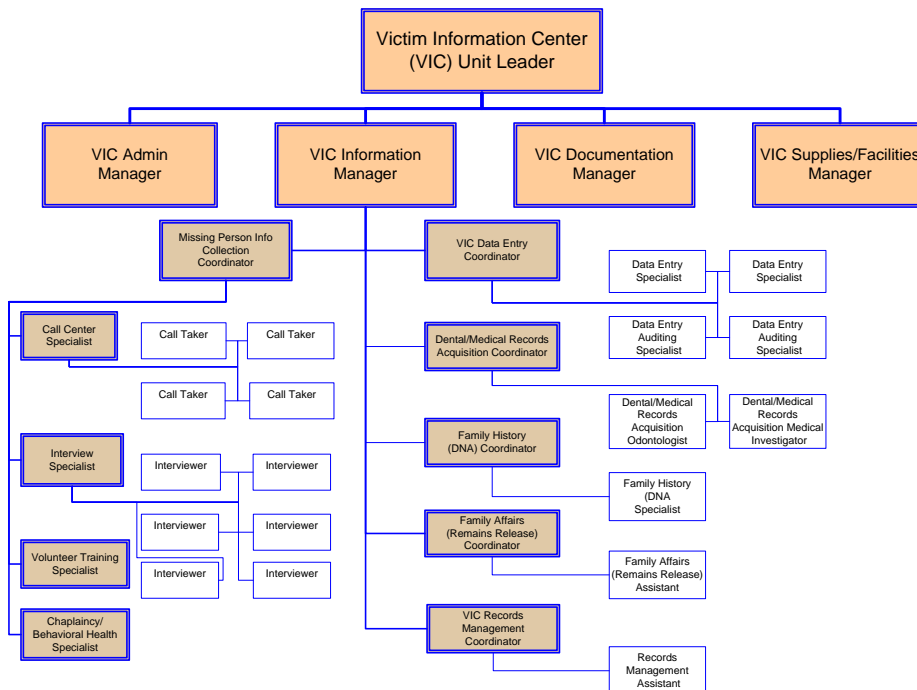 Victim Information Center
(VIC) Unit Leader
VIC Admin
Manager
VIC Information
Manager
VIC Documentation
Manager
VIC Supplies/Facilities
Manager
Missing Person Info
Collection
Coordinator
VIC Data Entry
Coordinator
Data Entry
Specialist
Data Entry
Specialist
Data Entry
Auditing
Specialist
Data Entry
Auditing
Specialist
Call Center
Specialist
Call Taker
Call Taker
Call Taker
Call Taker
Dental/Medical Records
Acquisition Coordinator
Dental/Medical
Records
Acquisition
Odontologist
Dental/Medical
Records
Acquisition Medical
Investigator
Interview
Specialist
Interviewer
Interviewer
Interviewer
Interviewer
Interviewer
Interviewer
Family History
(DNA) Coordinator
Family History
(DNA
Specialist
Family Affairs
(Remains Release)
Coordinator
Family Affairs
(Remains Release)
Assistant
Volunteer Training
Specialist
Chaplaincy/
Behavioral Health
Specialist
VIC Records
Management
Coordinator
Records
Management
Assistant